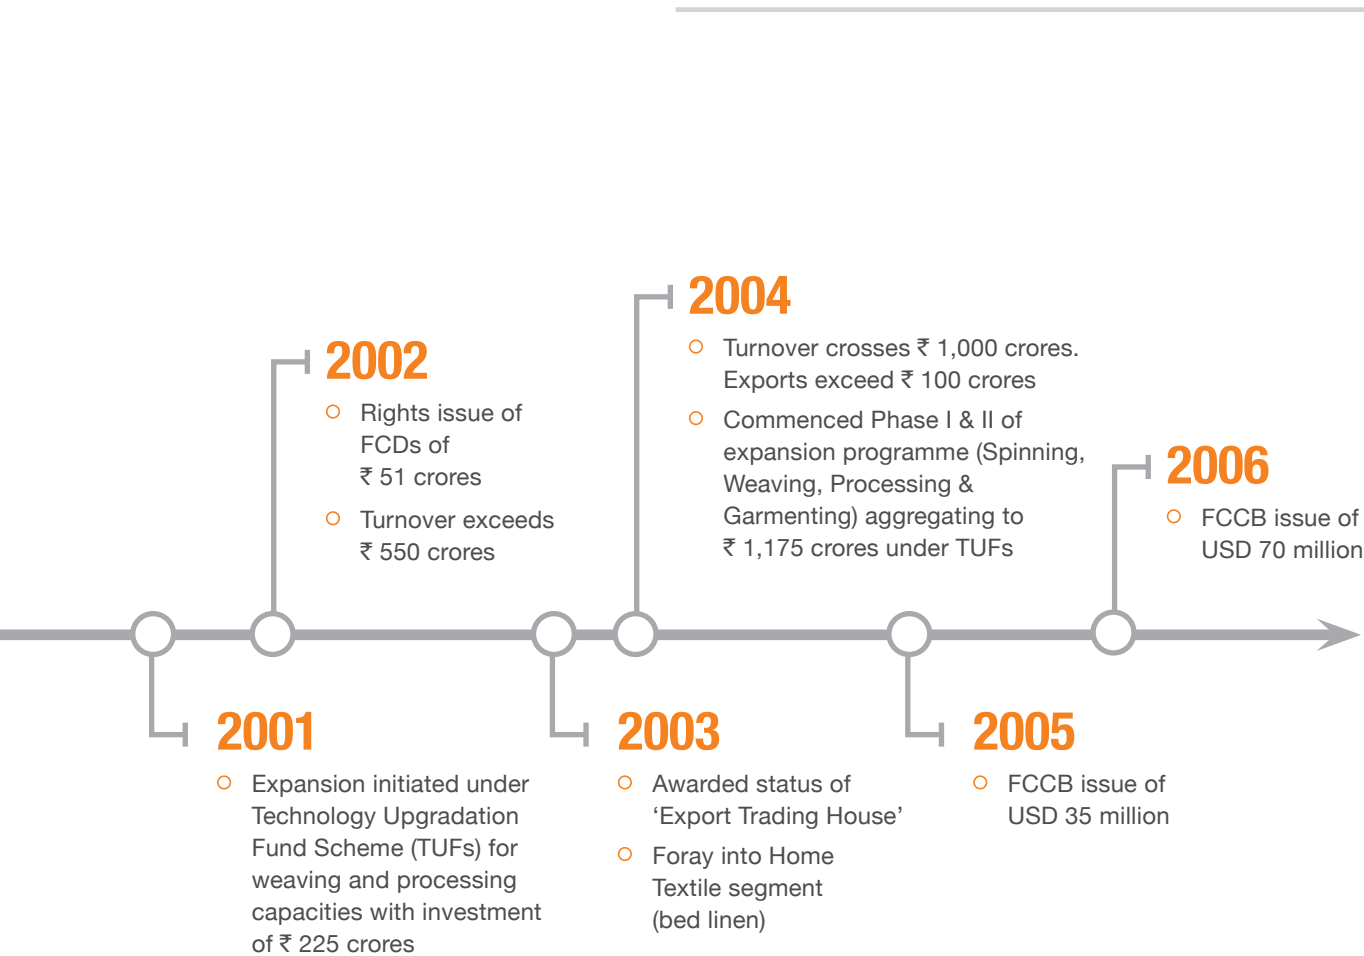 2004
Turnover crosses ₹ 1,000 crores.
Exports exceed ₹ 100 crores
Commenced Phase I & II of
expansion programme (Spinning,
Weaving, Processing &
Garmenting) aggregating to
₹ 1,175 crores under TUFs
2002
Rights issue of
FCDs of
₹ 51 crores
Turnover exceeds
₹ 550 crores
2006
FCCB issue of
USD 70 million
2001
Expansion initiated under
Technology Upgradation
Fund Scheme (TUFs) for
weaving and processing
capacities with investment
of ₹ 225 crores
2003
Awarded status of
‘Export Trading House’
Foray into Home
Textile segment
(bed linen)
2005
FCCB issue of
USD 35 million